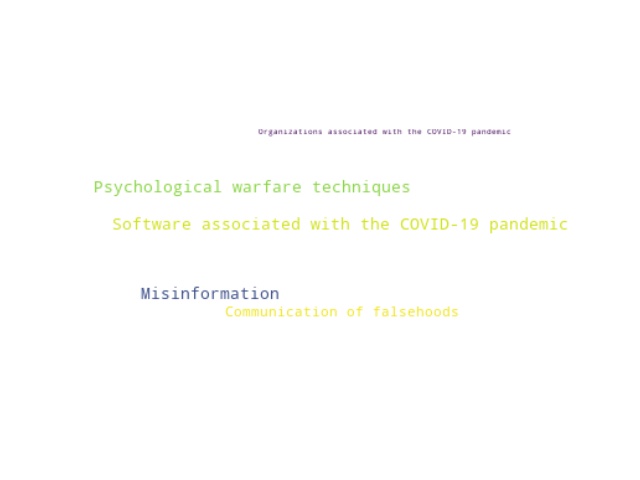 Organizations associated with the COVID-19 pandemic
Psychological warfare techniques
Software associated with the COVID-19 pandemic
Misinformation
Communication of falsehoods